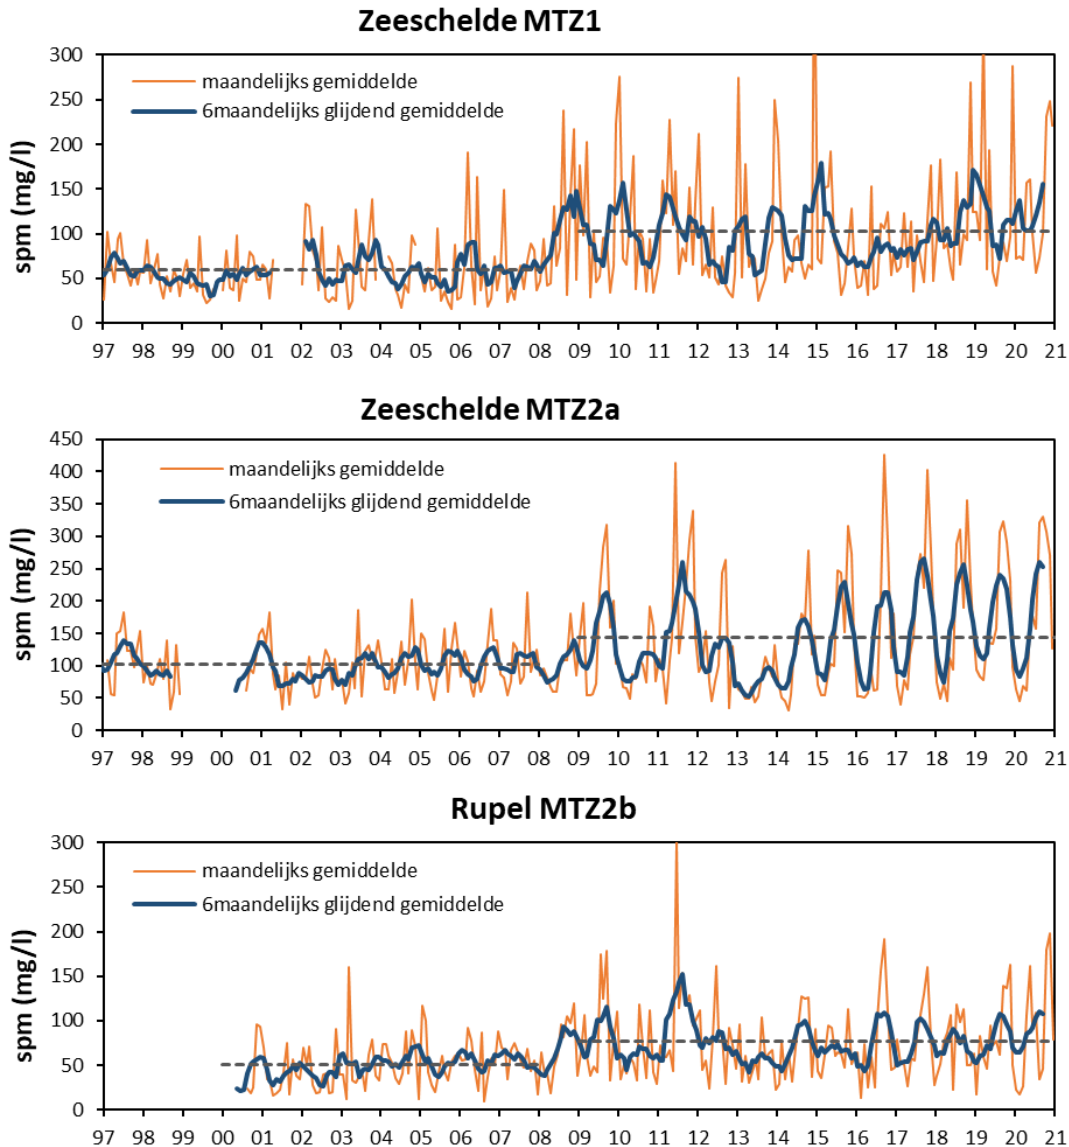 Zeeschelde MTZ1
300
250
200
150
100
50
0
spm (mg/l)
maandelijks gemiddelde
6maandelijks glijdend gemiddelde
97 98 99 00 01 02 03 04 05 06 07 08 09 10 11 12 13 14 15 16 17 18 19 20 21
Zeeschelde MTZ2a
450
400
350
300
250
200
150
100
50
0
spm (mg/l)
maandelijks gemiddelde
6maandelijks glijdend gemiddelde
97 98 99 00 01 02 03 04 05 06 07 08 09 10 11 12 13 14 15 16 17 18 19 20 21
Rupel MTZ2b
300
250
200
150
100
50
0
spm (mg/l)
maandelijks gemiddelde
6maandelijks glijdend gemiddelde
97 98 99 00 01 02 03 04 05 06 07 08 09 10 11 12 13 14 15 16 17 18 19 20 21